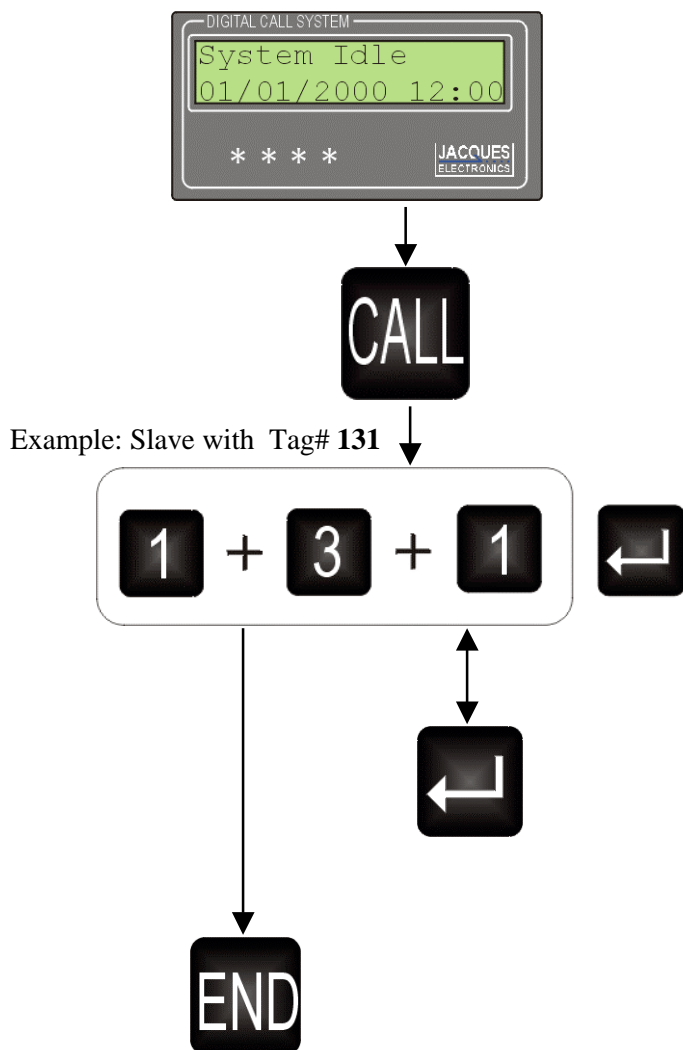 DIGITAL CALL SYSTEM
System Idle
01/01/2000 12:00
* * * *
JACQUES
ELECTRONICS
CALL
Example: Slave with Tag# 131
1 + 3 + 1
END